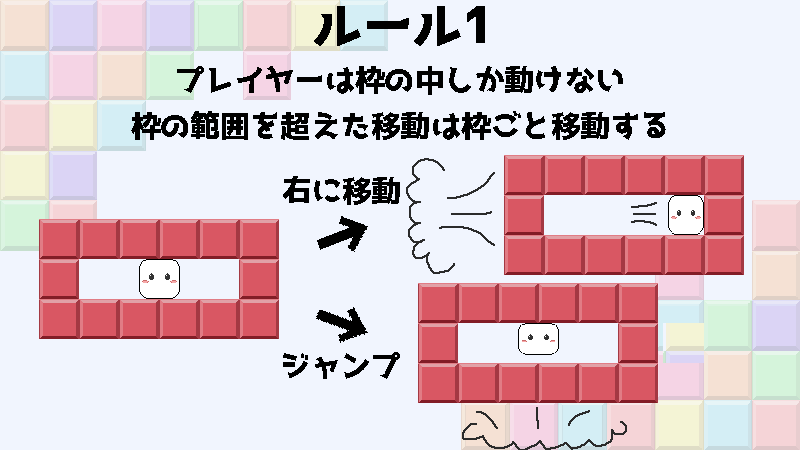 ルール1
プレイヤーは枠の中しか動けない
枠の範囲を超えた移動は枠ごと移動する
右に移動
ジャンプ